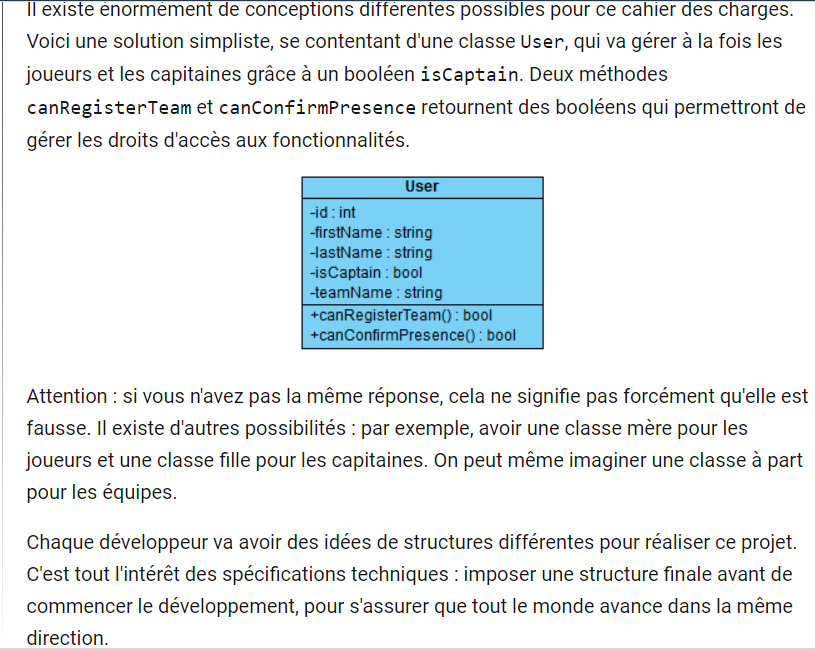 Il existe énormément de conceptions différentes possibles pour ce cahier des charges.
Voici une solution simpliste, se contentant d'une classe User, qui va gérer à la fois les
joueurs et les capitaines grâce à un booléen isCaptain. Deux méthodes
canRegisterTeam et canConfirmPresence retournent des booléens qui permettront de
gérer les droits d'accès aux fonctionnalités.
User
-id : int
-firstName : string
-lastName : string
-isCaptain : bool
-teamName : string
+canRegisterTeam() : bool
+canConfirmPresence() : bool
Attention : si vous n'avez pas la même réponse, cela ne signifie pas forcément qu'elle est
fausse. Il existe d'autres possibilités : par exemple, avoir une classe mère pour les
joueurs et une classe fille pour les capitaines. On peut même imaginer une classe à part
pour les équipes.
Chaque développeur va avoir des idées de structures différentes pour réaliser ce projet.
C'est tout l'intérêt des spécifications techniques : imposer une structure finale avant de
commencer le développement, pour s'assurer que tout le monde avance dans la même
direction.